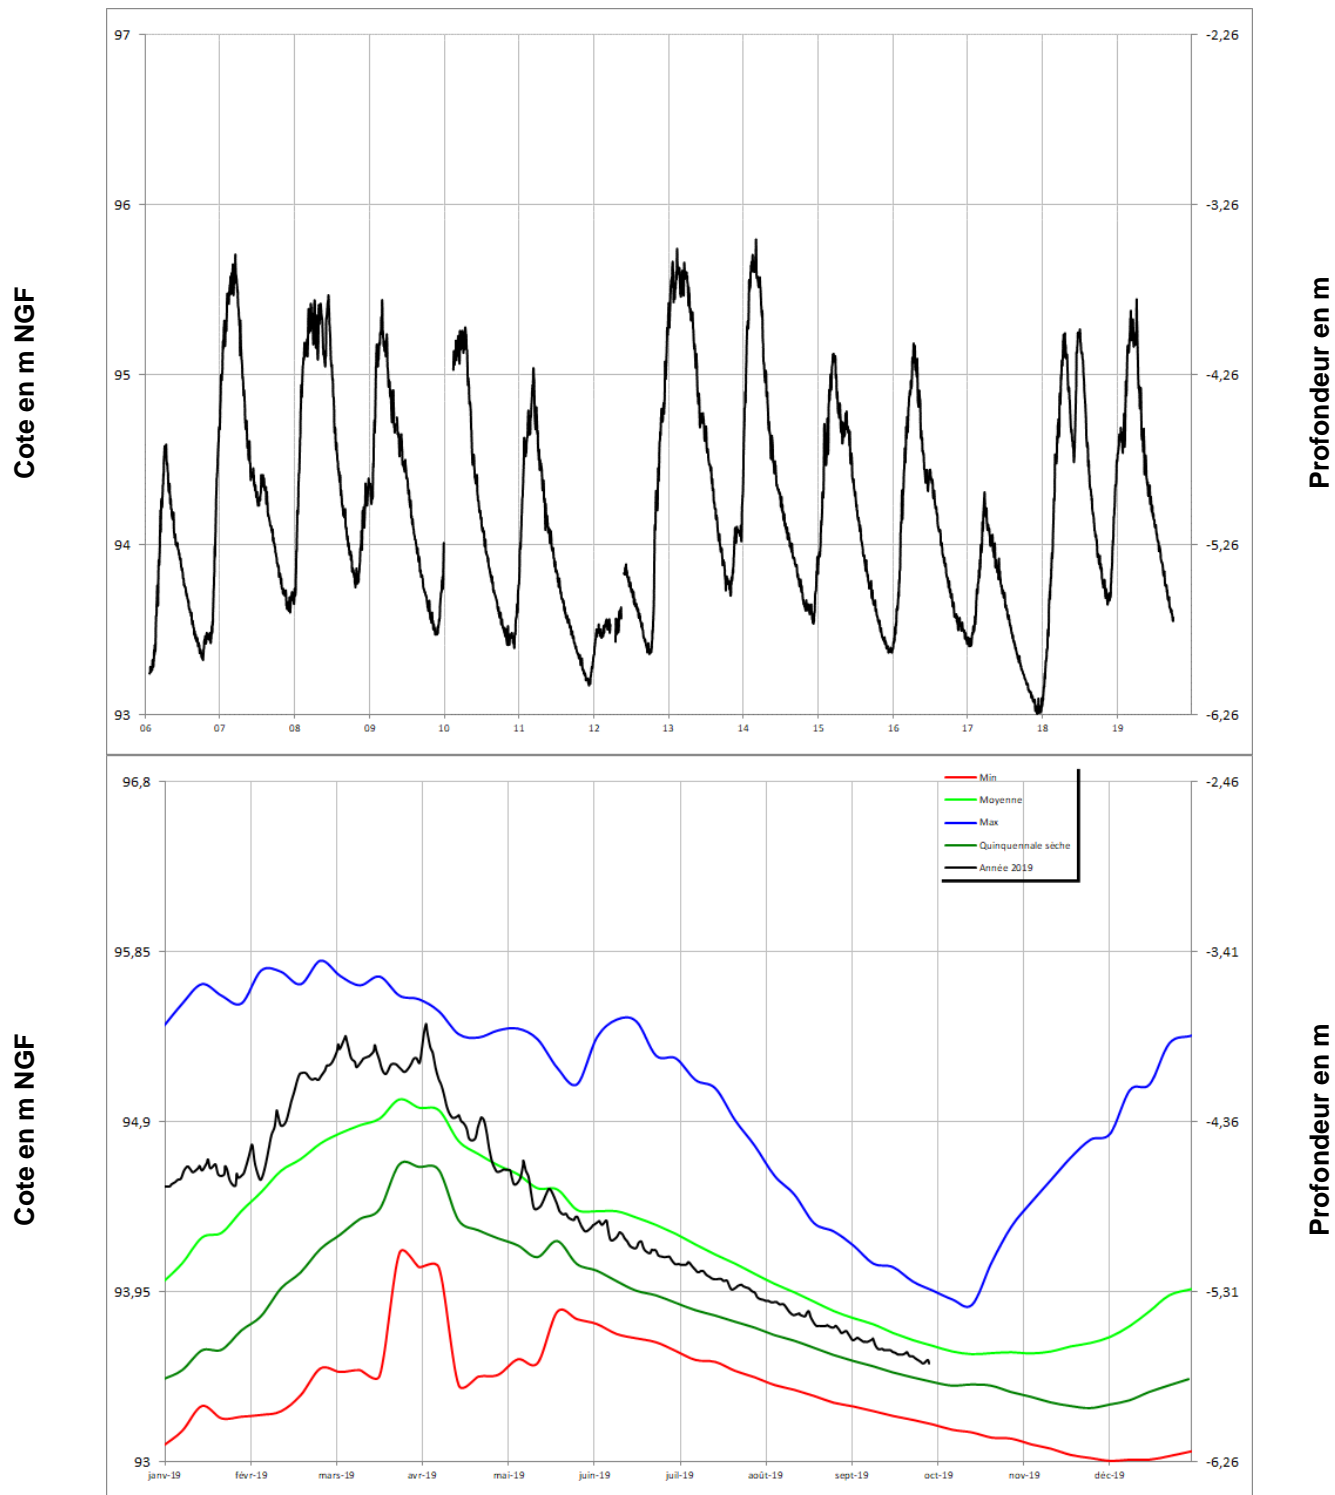 97
-2,26
96
-3,26
Cote en m NGF
Profondeur en m
95
-4,26
94
-5,26
93
-6,26
06 07 08 09 10 11 12 13 14 15 16 17 18 19
96,8
-2,46
Min
Moyenne
Max
Quinquennale sèche
Année 2019
95,85
-3,41
Cote en m NGF
Profondeur en m
94,9
-4,36
93,95
-5,31
93
-6,26
janv-19 févr-19 mars-19 avr-19 mai-19 juin-19 juil-19 août-19 sept-19 oct-19 nov-19 déc-19